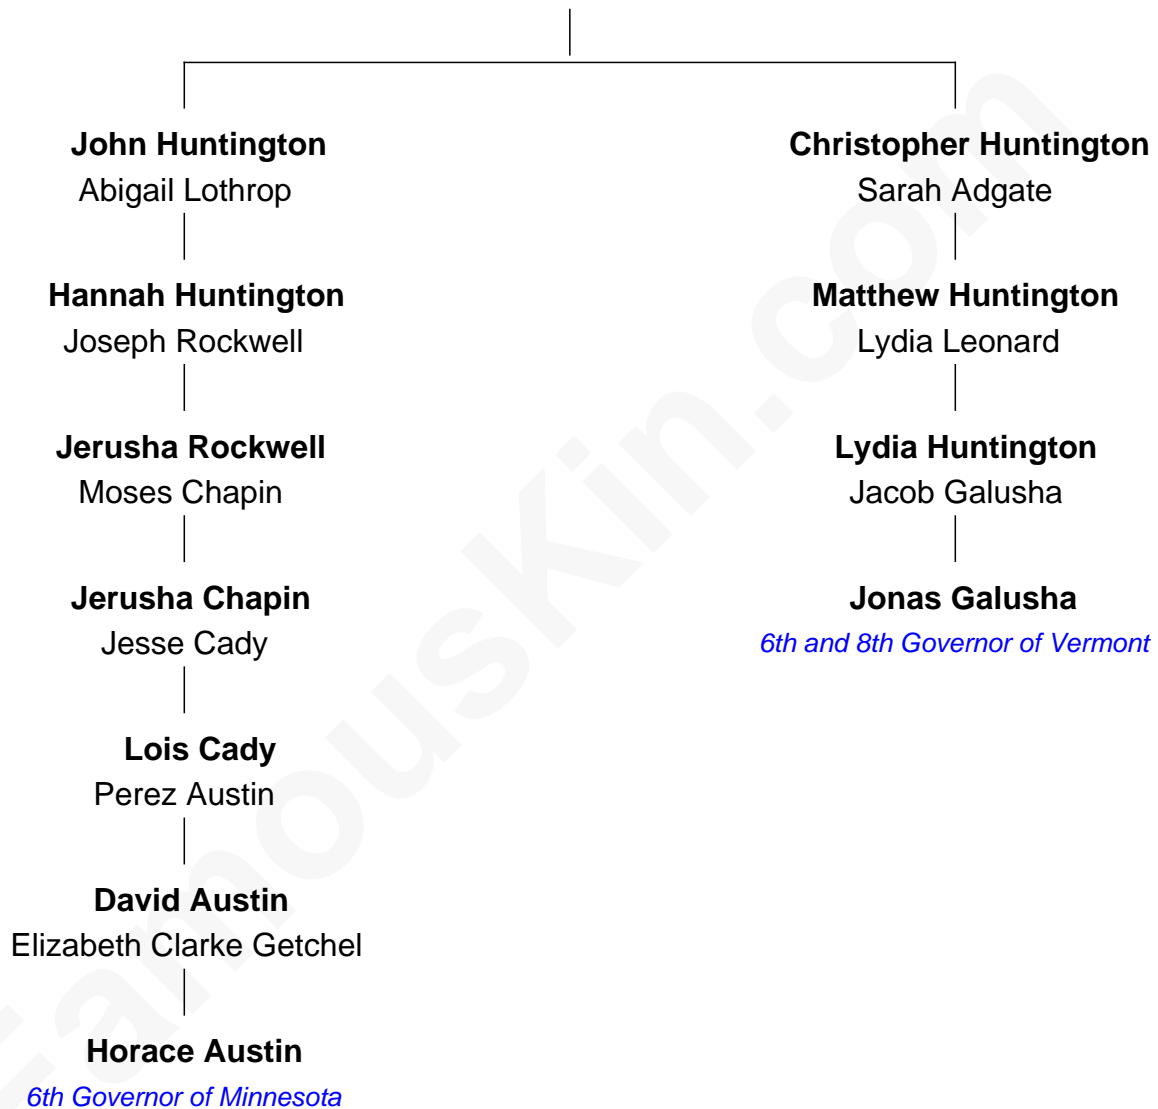 John Huntington
Abigail Lothrop
Hannah Huntington
Joseph Rockwell
Jerusha Rockwell
Moses Chapin
Jerusha Chapin
Jesse Cady
Lois Cady
Perez Austin
David Austin
Elizabeth Clarke Getchel
Horace Austin
6th Governor of Minnesota
Christopher Huntington
Sarah Adgate
Matthew Huntington
Lydia Leonard
Lydia Huntington
Jacob Galusha
Jonas Galusha
6th and 8th Governor of Vermont
FamousKin.com